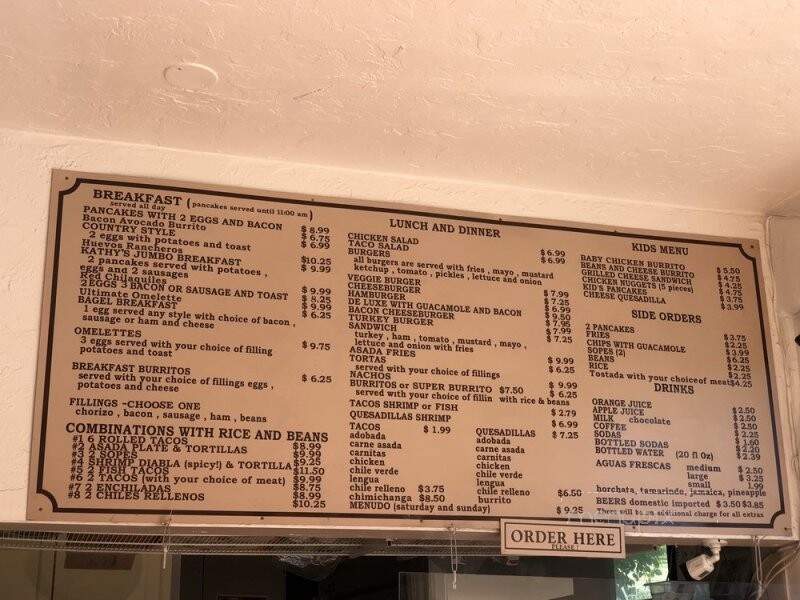 BREAKFAST (pancakes served until 11:00 am)
served all day
PANCAKES WITH 2 EGGS AND BACON $ 8.99
Bacon Avocado Burrito $ 6.75
COUNTRY STYLE $ 6.99
2 eggs with potatoes and toast
Huevos Rancheros $10.25
KATHY'S JUMBO BREAKFAST $ 9.99
2 pancakes served with potatoes ,
eggs and 2 sausages
Red Chilaquiles $ 9.99
2EGGS 3 BACON OR SAUSAGE AND TOAST $ 8.25
Ultimate Omelette $ 9.99
BAGEL BREAKFAST $ 6.25
1 egg served any style with choice of bacon ,
sausage or ham and cheese
OMELETTES
3 eggs served with your choice of filling $ 9.75
potatoes and toast
BREAKFAST BURRITOS
served with your choice of fillings eggs , $ 6.25
potatoes and cheese
FILLINGS -CHOOSE ONE
chorizo , bacon , sausage , ham , beans
COMBINATIONS WITH RICE AND BEANS
#1 6 ROLLED TACOS $8.99
#2 ASADA PLATE & TORTILLAS $9.99
#3 2 SOPES $9.25
#4 SHRIMP DIABLA (spicy!) & TORTILLA $11.50
#5 2 FISH TACOS $9.99
#6 2 TACOS (with your choice of meat) $8.75
#7 2 ENCHILADAS $8.99
#8 2 CHILES RELLENOS $10.25
LUNCH AND DINNER
CHICKEN SALAD $ 6.99
TACO SALAD $ 6.99
BURGERS
all burgers are served with fries , mayo , mustard
ketchup , tomato , pickles , lettuce and onion
VEGGIE BURGER $ 7.99
CHEESEBURGER $ 7.25
HAMBURGER $ 6.99
DE LUXE WITH GUACAMOLE AND BACON $ 9.50
BACON CHEESEBURGER $ 7.95
TURKEY BURGER $ 7.99
SANDWICH $ 7.25
turkey , ham , tomato , mustard , mayo ,
lettuce and onion with fries
ASADA FRIES $ 9.99
TORTAS $ 6.25
served with your choice of fillings
NACHOS $ 9.99
BURRITOS or SUPER BURRITO $7.50 $ 6.25
served with your choice of fillin with rice & beans
TACOS SHRIMP or FISH $ 2.79
QUESADILLAS SHRIMP $ 6.99
TACOS $ 1.99 QUESADILLAS $ 7.25
adobada adobada
carne asada carne asada
carnitas carnitas
chicken chicken
chile verde chile verde
lengua lengua
chile relleno $3.75 chile relleno $6.50
chimichanga $8.50 burrito
MENUDO (saturday and sunday) $ 9.25
KIDS MENU
BABY CHICKEN BURRITO $ 5.50
BEANS AND CHEESE BURRITO $ 4.75
GRILLED CHEESE SANDWICH $ 4.25
CHICKEN NUGGETS (5 pieces) $ 4.75
KID'S PANCAKES $ 3.75
CHEESE QUESADILLA $ 3.99
SIDE ORDERS
2 PANCAKES $3.75
FRIES $2.25
CHIPS WITH GUACAMOLE $3.99
SOPES (2) $6.25
BEANS $2.25
RICE $2.25
Tostada with your choiceof meat $4.25
DRINKS
ORANGE JUICE $2.50
APPLE JUICE $2.50
MILK chocolate $2.50
COFFEE $2.25
SODAS $ 1.60
BOTTLED SODAS $2.20
BOTTLED WATER (20 fl Oz) $ 2.39
AGUAS FRESCAS medium $ 2.50
large $ 3.25
small 1.99
horchata, tamarindo, jamaica, pineapple
BEERS domestic imported $ 3.50 $3.85
There will be an additional charge for all extras
ORDER HERE
PLEASE !